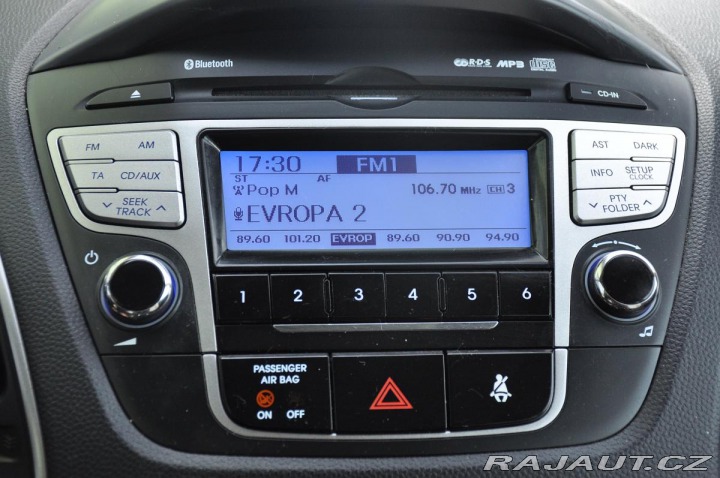 Bluetooth R·D·S MP3 disc
CD-IN
FM AM
TA CD/AUX
SEEK
TRACK
AST DARK
INFO SETUP
CLOCK
PTY
FOLDER
17:30 FM1
ST AF
Pop M 106.70 MHz CH 3
EVROPA 2
89.60 101.20 EVROP 89.60 90.90 94.90
1 2 3 4 5 6
PASSENGER
AIR BAG
ON OFF
RAJAUT.CZ